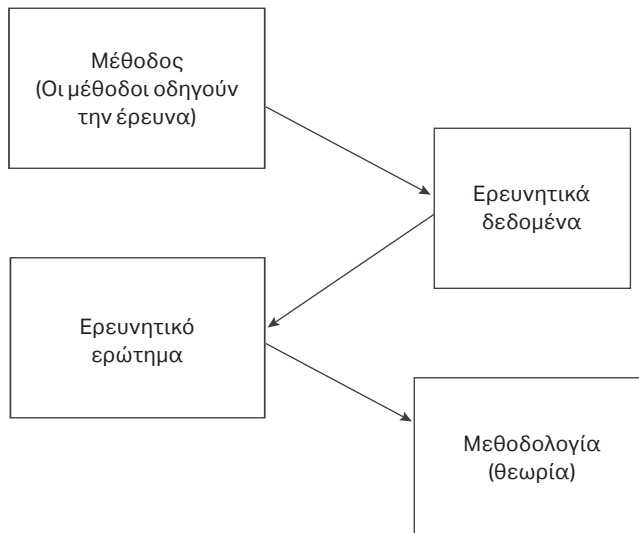 Μέθοδος
(Οι μέθοδοι οδηγούν
την έρευνα)
Ερευνητικά
δεδομένα
Ερευνητικό
ερώτημα
Μεθοδολογία
(θεωρία)